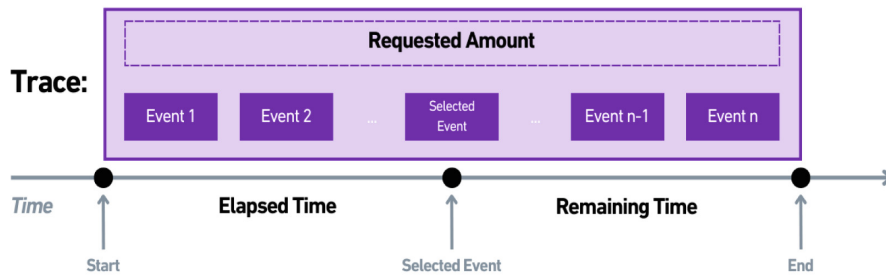 Requested Amount
Trace:
Event 1 Event 2 ... Selected Event ... Event n-1 Event n
Time Elapsed Time Remaining Time
Start Selected Event End